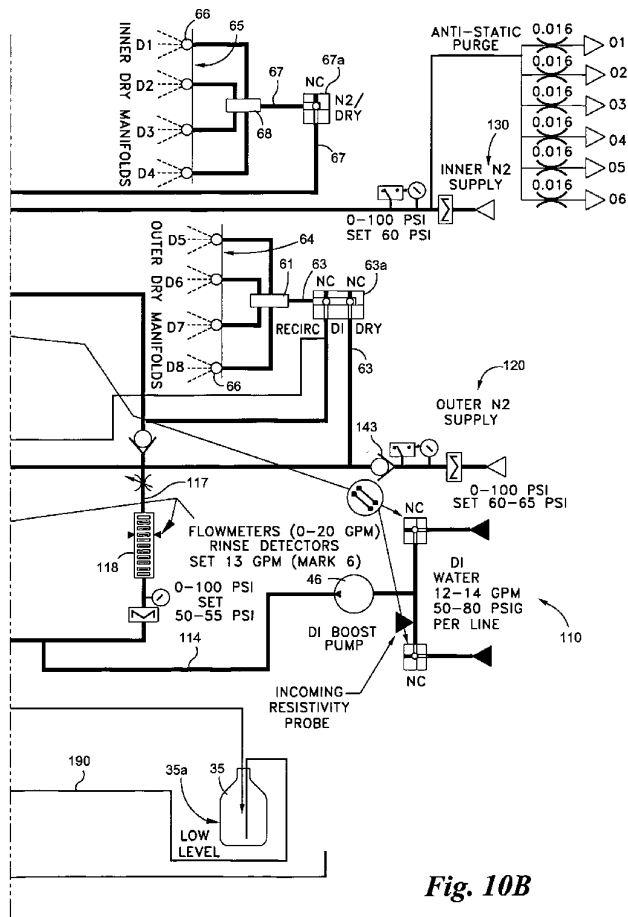 66
65
INNER DRY MANIFOLDS
D1
D2
D3
D4
67
68
NC
67a
N2/
DRY
67
ANTI-STATIC
PURGE
0.016
01
0.016
02
0.016
03
0.016
04
0.016
05
0.016
06
130
INNER N2
SUPPLY
0-100 PSI
SET 60 PSI
OUTER DRY MANIFOLDS
64
D5
D6
D7
D8
66
61
63
NC NC
63a
RECIRC DI DRY
63
120
OUTER N2
SUPPLY
143
0-100 PSI
SET 60-65 PSI
117
118
FLOWMETERS (0-20 GPM)
RINSE DETECTORS
SET 13 GPM (MARK 6)
0-100 PSI
SET
50-55 PSI
46
DI BOOST
PUMP
NC
DI
WATER
12-14 GPM
50-80 PSIG
PER LINE
110
NC
114
INCOMING
RESISTIVITY
PROBE
190
35a
35
LOW
LEVEL
Fig. 10B